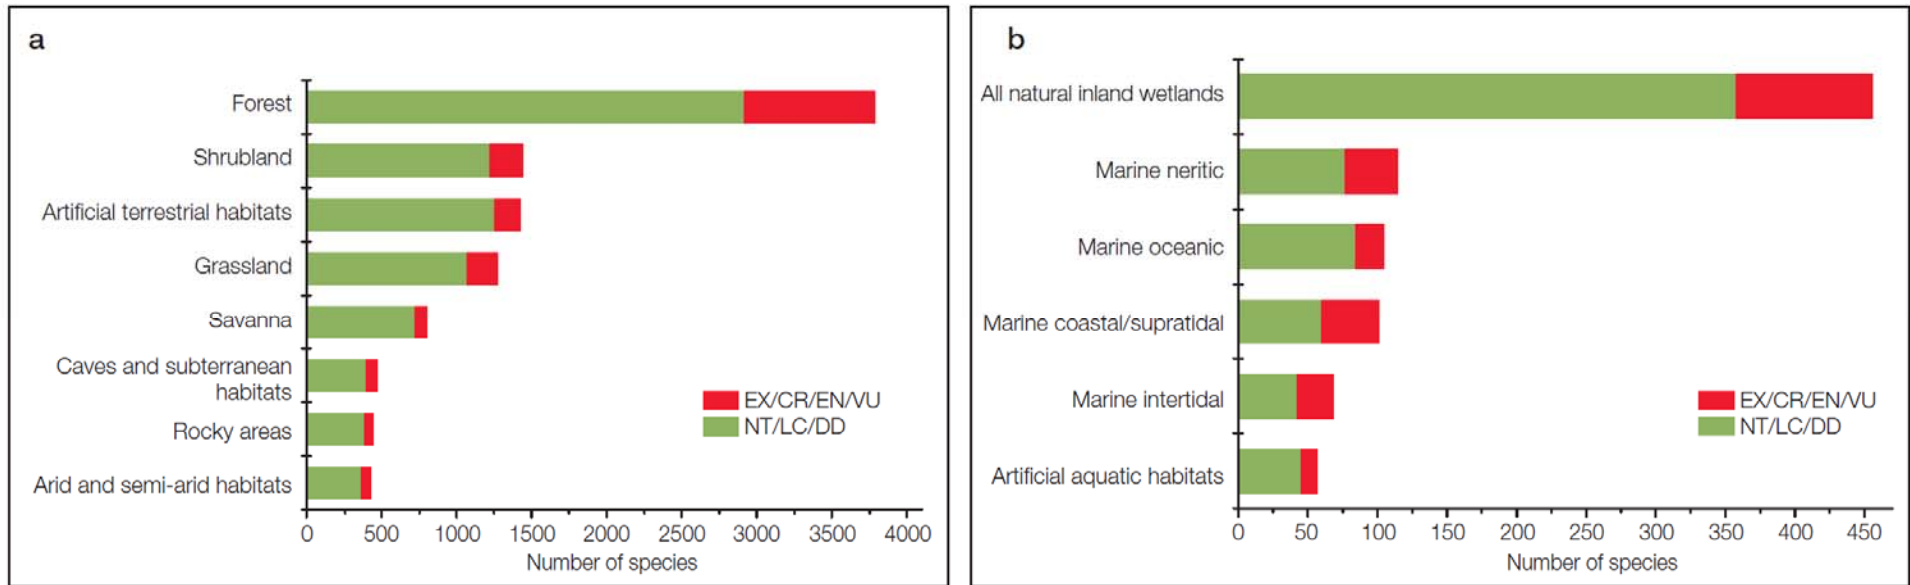 a
Forest
Shrubland
Artificial terrestrial habitats
Grassland
Savanna
Caves and subterranean
habitats
Rocky areas
Arid and semi-arid habitats
EX/CR/EN/VU
NT/LC/DD
0 500 1000 1500 2000 2500 3000 3500 4000
Number of species
b
All natural inland wetlands
Marine neritic
Marine oceanic
Marine coastal/supratidal
Marine intertidal
Artificial aquatic habitats
EX/CR/EN/VU
NT/LC/DD
0 50 100 150 200 250 300 350 400 450
Number of species